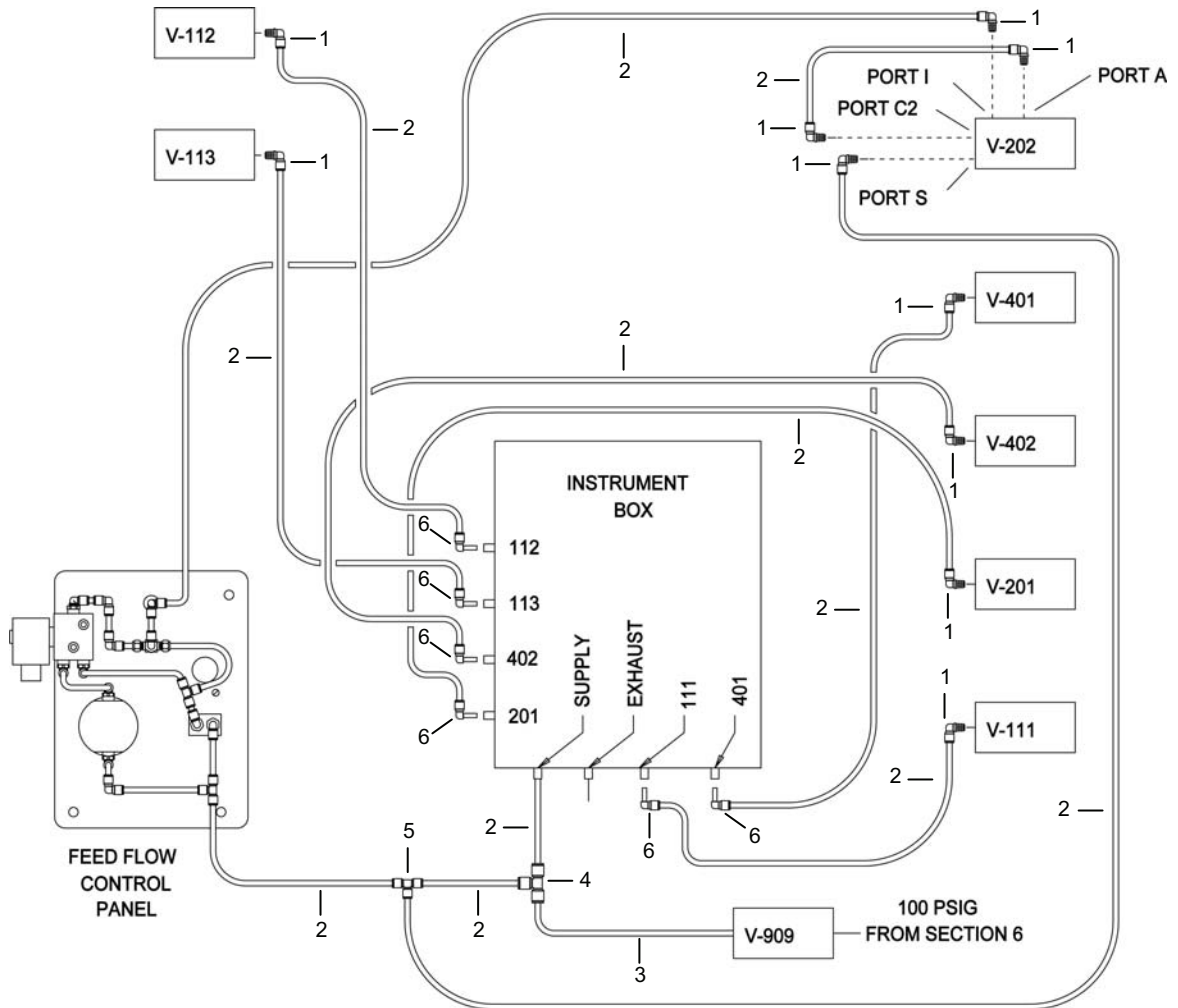 1
V-112
1
2
1
PORT I
PORT A
2
PORT C2
2
1
V-113
1
V-202
1
PORT S
V-401
1
2
2
2
V-402
INSTRUMENT
BOX
1
6
112
6
113
2
V-201
6
402
1
SUPPLY
EXHAUST
111
401
6
201
1
V-111
2
2
2
6
6
FEED FLOW
CONTROL
PANEL
5
4
2
2
100 PSIG
FROM SECTION 6
V-909
3